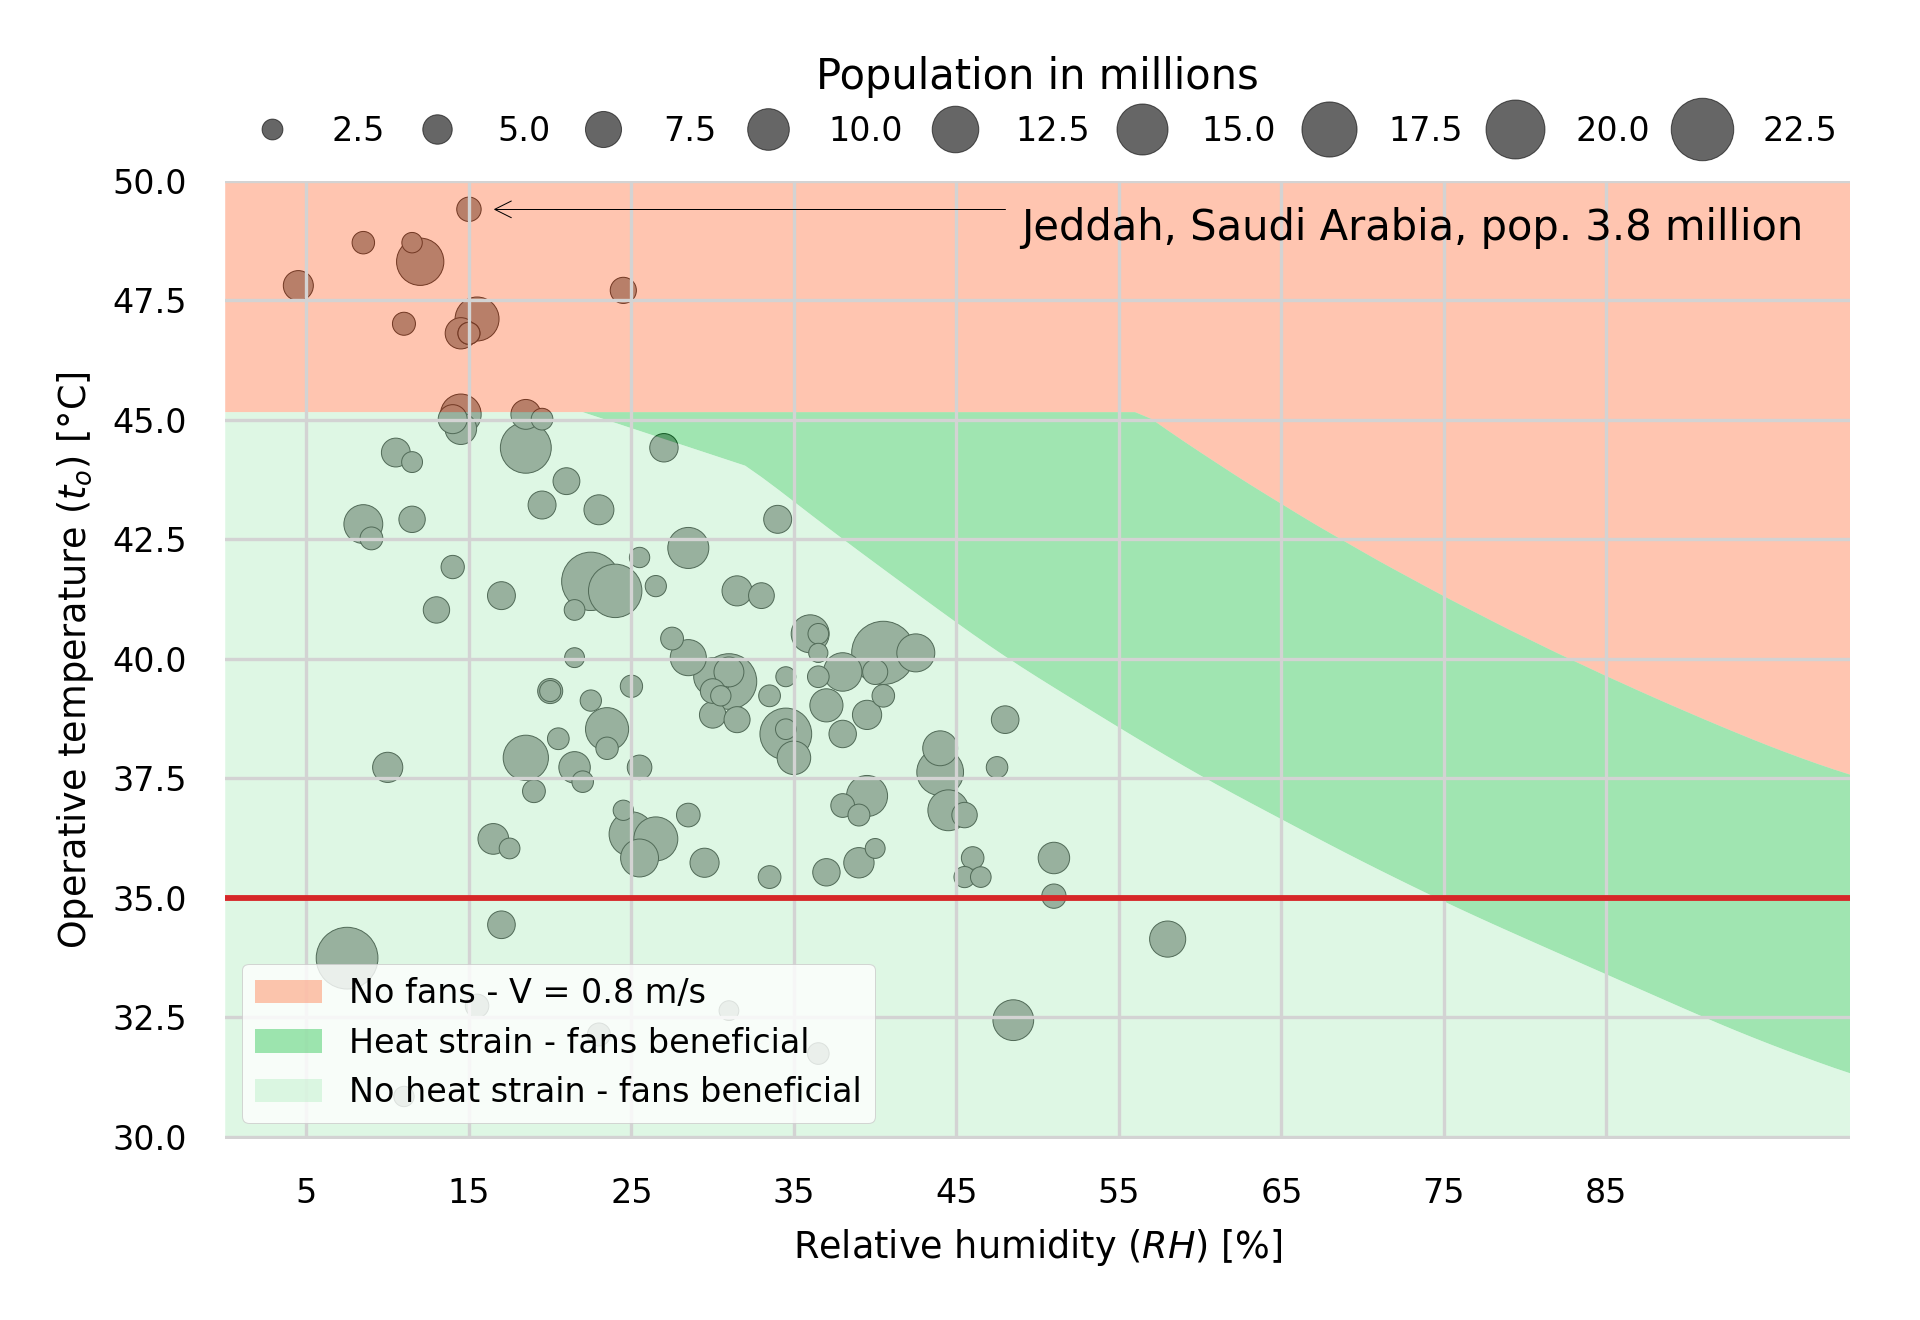 Population in millions
2.5 5.0 7.5 10.0 12.5 15.0 17.5 20.0 22.5
50.0
Jeddah, Saudi Arabia, pop. 3.8 million
47.5
45.0
42.5
40.0
37.5
35.0
32.5
30.0
Operative temperature (to) [°C]
No fans - V = 0.8 m/s
Heat strain - fans beneficial
No heat strain - fans beneficial
5 15 25 35 45 55 65 75 85
Relative humidity (RH) [%]